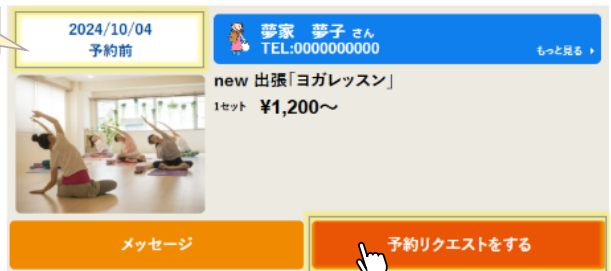 2024/10/04
予約前
夢家 夢子 さん
TEL:0000000000
もっと見る
new 出張「ヨガレッスン」
1セット ¥1,200～
メッセージ
予約リクエストをする